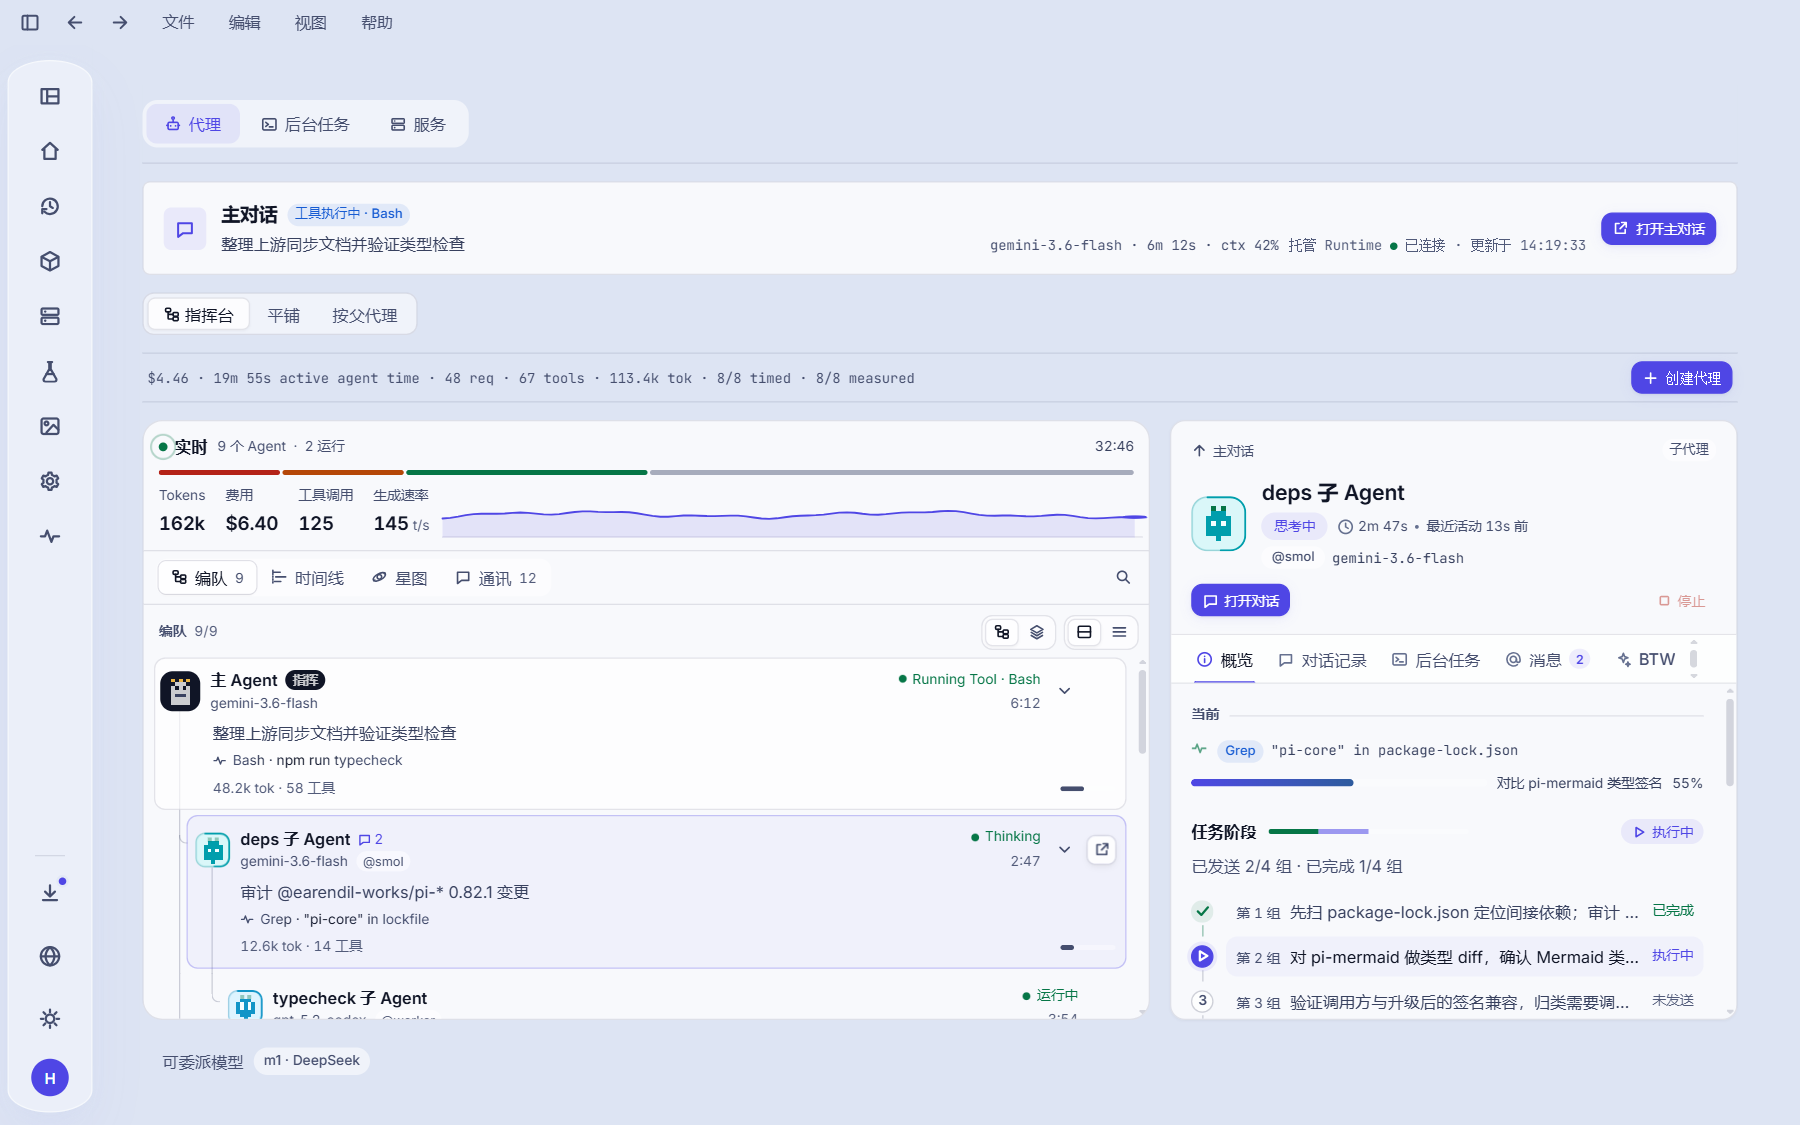 文件 编辑 视图 帮助
代理 后台任务 服务
主对话 工具执行中 · Bash
整理上游同步文档并验证类型检查
gemini-3.6-flash · 6m 12s · ctx 42% 托管 Runtime 已连接 · 更新于 14:19:33
打开主对话
指挥台 平铺 按父代理
$4.46 · 19m 55s active agent time · 48 req · 67 tools · 113.4k tok · 8/8 timed · 8/8 measured
创建代理
实时 9 个 Agent · 2 运行 32:46
Tokens 费用 工具调用 生成速率
162k $6.40 125 145 t/s
编队 9 时间线 星图 通讯 12
编队 9/9
主 Agent 指挥 Running Tool · Bash
gemini-3.6-flash 6:12
整理上游同步文档并验证类型检查
Bash · npm run typecheck
48.2k tok · 58 工具
deps 子 Agent 2 Thinking
gemini-3.6-flash @smol 2:47
审计 @earendil-works/pi-* 0.82.1 变更
Grep · "pi-core" in lockfile
12.6k tok · 14 工具
typecheck 子 Agent 运行中
主对话 子代理
deps 子 Agent
思考中 2m 47s • 最近活动 13s 前
@smol gemini-3.6-flash
打开对话 停止
概览 对话记录 后台任务 消息 2 BTW
当前
Grep "pi-core" in package-lock.json
对比 pi-mermaid 类型签名 55%
任务阶段 执行中
已发送 2/4 组 · 已完成 1/4 组
第 1 组 先扫 package-lock.json 定位间接依赖；审计 ... 已完成
第 2 组 对 pi-mermaid 做类型 diff，确认 Mermaid 类... 执行中
3 第 3 组 验证调用方与升级后的签名兼容，归类需要调... 未发送
可委派模型 m1 · DeepSeek
H